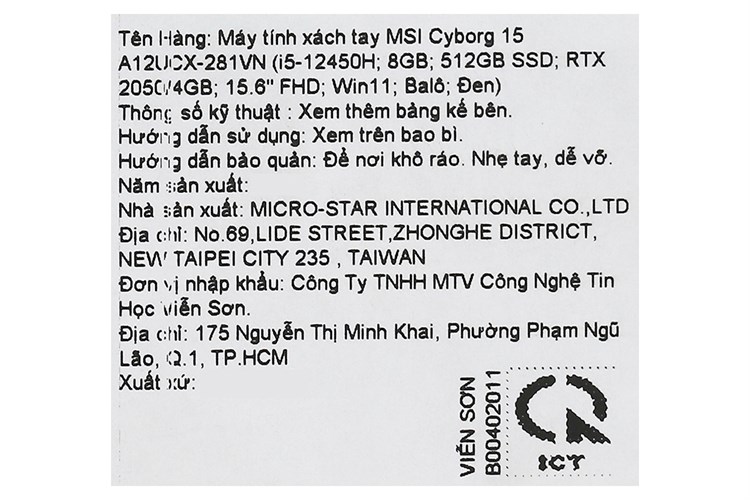 Tên Hàng: Máy tính xách tay MSI Cyborg 15
A12UCX-281VN (i5-12450H; 8GB; 512GB SSD; RTX
2050/4GB; 15.6" FHD; Win11; Balô; Đen)
Thông số kỹ thuật : Xem thêm bảng kế bên.
Hướng dẫn sử dụng: Xem trên bao bì.
Hướng dẫn bảo quản: Để nơi khô ráo. Nhẹ tay, dễ vỡ.
Năm sản xuất:
Nhà sản xuất: MICRO-STAR INTERNATIONAL CO.,LTD
Địa chỉ: No.69,LIDE STREET,ZHONGHE DISTRICT,
NEW TAIPEI CITY 235 , TAIWAN
Đơn vị nhập khẩu: Công Ty TNHH MTV Công Nghệ Tin
Học Viễn Sơn.
Địa chỉ: 175 Nguyễn Thị Minh Khai, Phường Phạm Ngũ
Lão, Q.1, TP.HCM
Xuất xứ:
VIỄN SƠN
B00402011
ICT